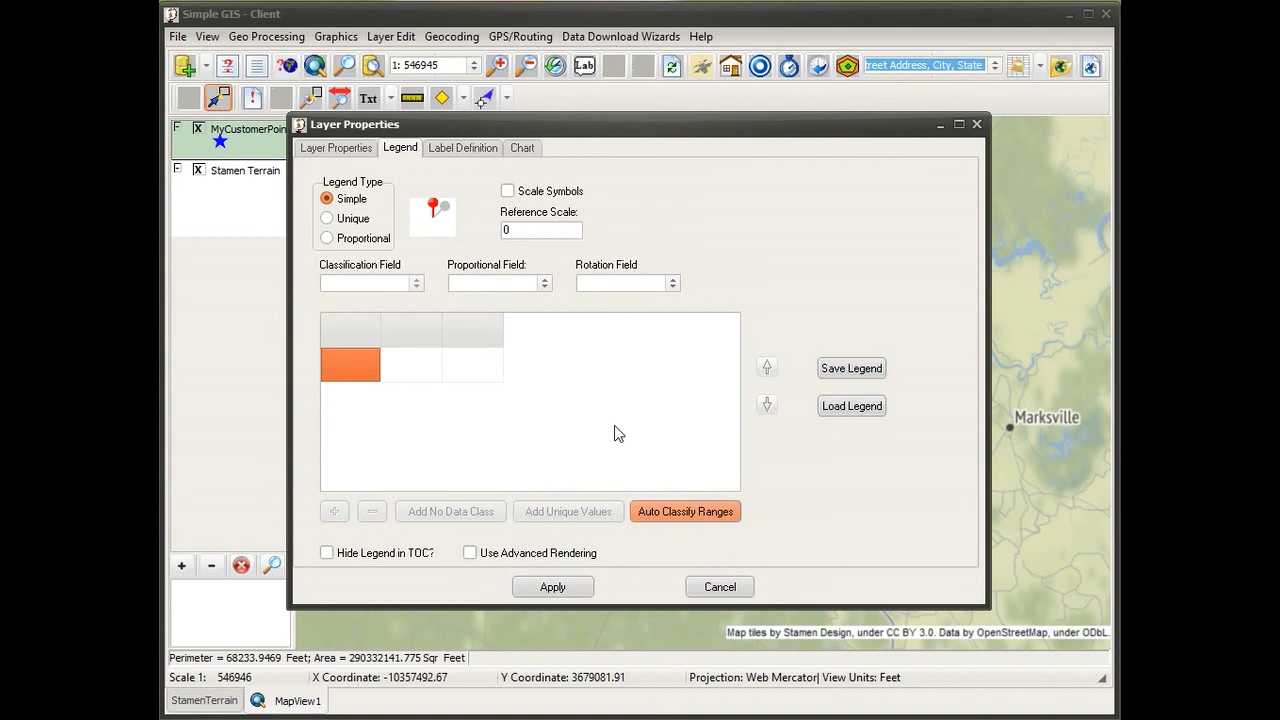 Simple GIS - Client
File View Geo Processing Graphics Layer Edit Geocoding GPS/Routing Data Download Wizards Help
1: 546945 Lab treet Address, City, State
Txt
MyCustomerPoin
Stamen Terrain
Layer Properties
Layer Properties Legend Label Definition Chart
Legend Type
Simple
Unique
Proportional
Scale Symbols
Reference Scale:
0
Classification Field Proportional Field: Rotation Field
Save Legend
Load Legend
Add No Data Class Add Unique Values Auto Classify Ranges
Hide Legend in TOC? Use Advanced Rendering
Apply Cancel
Marksville
Map tiles by Stamen Design, under CC BY 3.0. Data by OpenStreetMap, under ODbL.
Perimeter = 68233.9469 Feet; Area = 290332141.775 Sqr Feet
Scale 1: 546946 X Coordinate: -10357492.67 Y Coordinate: 3679081.91 Projection: Web Mercator| View Units: Feet
StamenTerrain MapView1